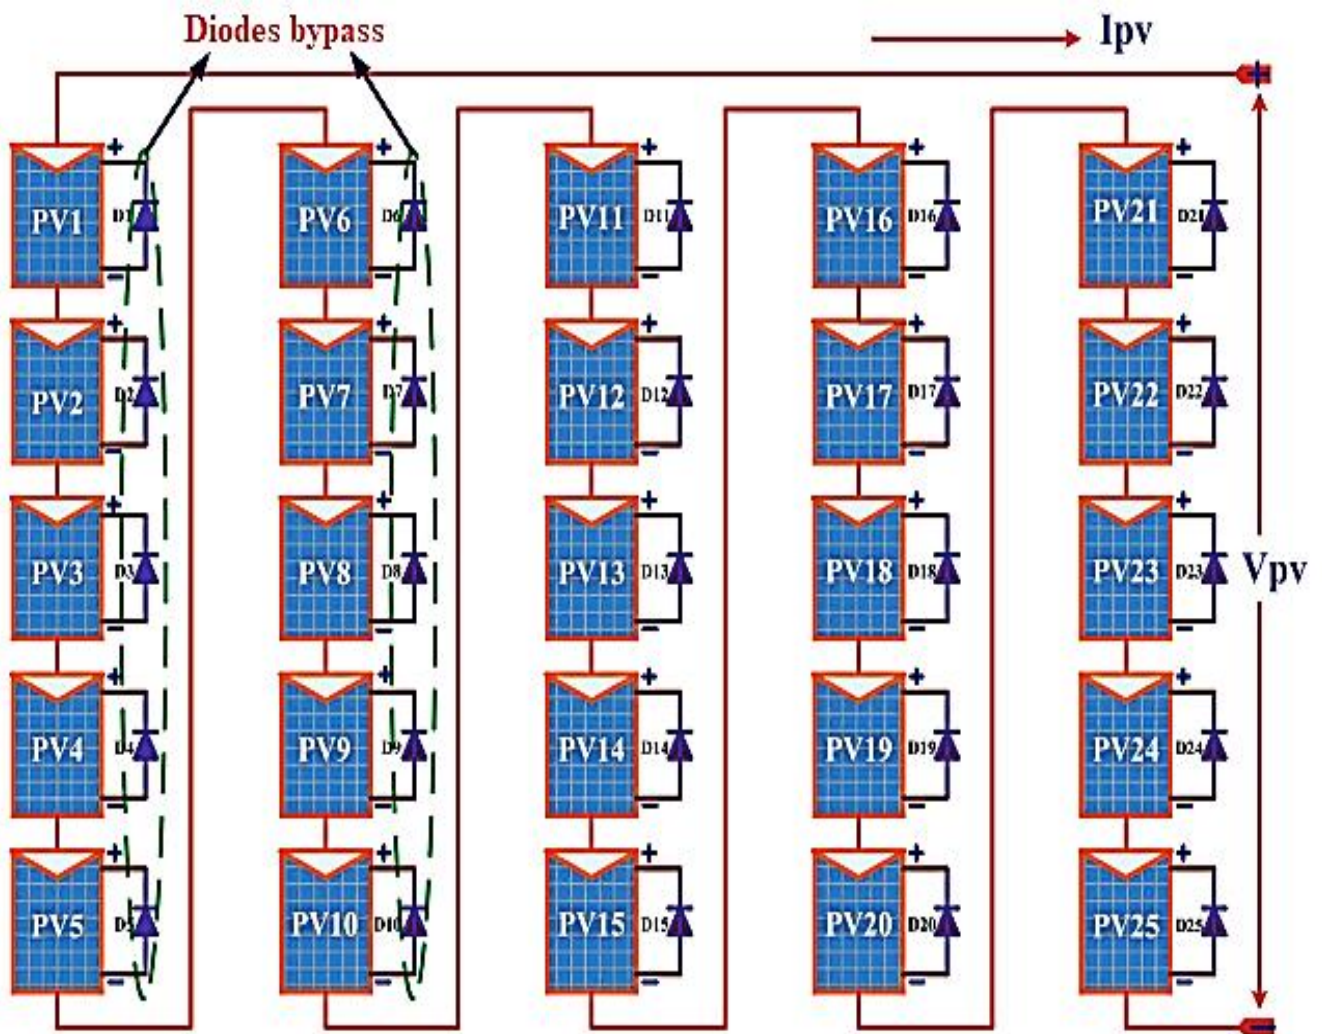 Diodes bypass
Ipv
+
+ + + + +
PV1 D1 PV6 D6 PV11 D11 PV16 D16 PV21 D21
− − − − −
+ + + + +
PV2 D2 PV7 D7 PV12 D12 PV17 D17 PV22 D22
− − − − −
+ + + + +
PV3 D3 PV8 D8 PV13 D13 PV18 D18 PV23 D23 Vpv
− − − − −
+ + + + +
PV4 D4 PV9 D9 PV14 D14 PV19 D19 PV24 D24
− − − − −
+ + + + +
PV5 D5 PV10 D10 PV15 D15 PV20 D20 PV25 D25
− − − − −
−